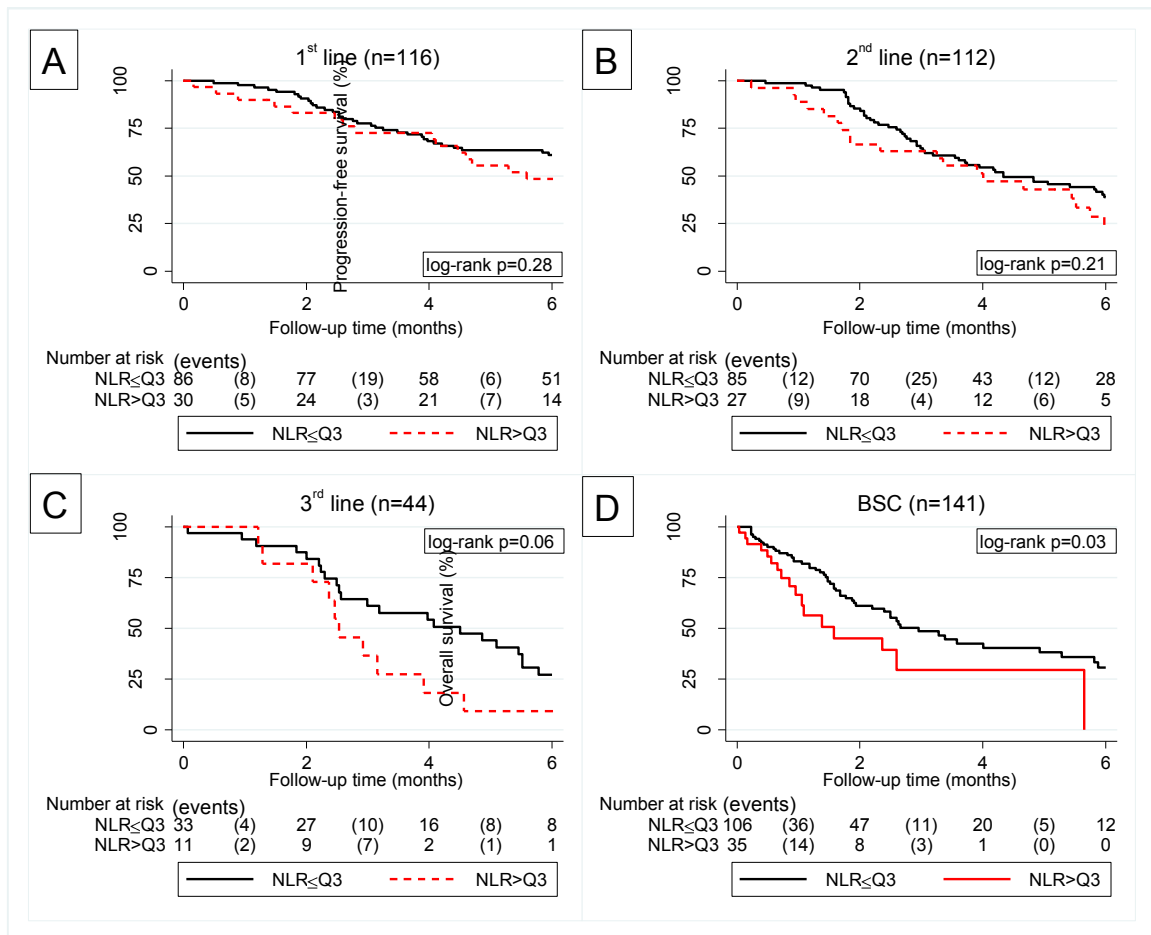 A
1st line (n=116)
Progression-free survival (%)
100
75
50
25
0
log-rank p=0.28
0 2 4 6
Follow-up time (months)
Number at risk (events)
NLR≤Q3 86 (8) 77 (19) 58 (6) 51
NLR>Q3 30 (5) 24 (3) 21 (7) 14
NLR≤Q3 NLR>Q3
B
2nd line (n=112)
100
75
50
25
0
log-rank p=0.21
0 2 4 6
Follow-up time (months)
Number at risk (events)
NLR≤Q3 85 (12) 70 (25) 43 (12) 28
NLR>Q3 27 (9) 18 (4) 12 (6) 5
NLR≤Q3 NLR>Q3
C
3rd line (n=44)
log-rank p=0.06
Overall survival (%)
100
75
50
25
0
0 2 4 6
Follow-up time (months)
Number at risk (events)
NLR≤Q3 33 (4) 27 (10) 16 (8) 8
NLR>Q3 11 (2) 9 (7) 2 (1) 1
NLR≤Q3 NLR>Q3
D
BSC (n=141)
log-rank p=0.03
100
75
50
25
0
0 2 4 6
Follow-up time (months)
Number at risk (events)
NLR≤Q3 106 (36) 47 (11) 20 (5) 12
NLR>Q3 35 (14) 8 (3) 1 (0) 0
NLR≤Q3 NLR>Q3